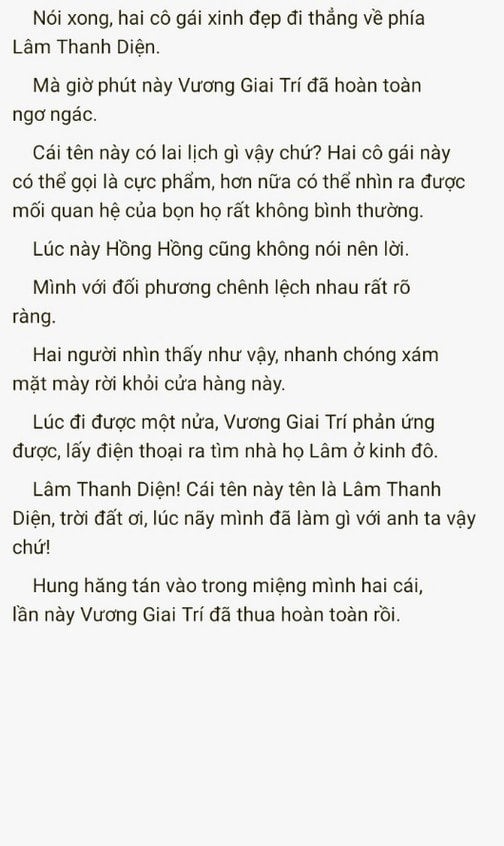 Nói xong, hai cô gái xinh đẹp đi thẳng về phía
Lâm Thanh Diện.
Mà giờ phút này Vương Giai Trí đã hoàn toàn
ngơ ngác.
Cái tên này có lai lịch gì vậy chứ? Hai cô gái này
có thể gọi là cực phẩm, hơn nữa có thể nhìn ra được
mối quan hệ của bọn họ rất không bình thường.
Lúc này Hồng Hồng cũng không nói nên lời.
Mình với đối phương chênh lệch nhau rất rõ
ràng.
Hai người nhìn thấy như vậy, nhanh chóng xám
mặt mày rời khỏi cửa hàng này.
Lúc đi được một nửa, Vương Giai Trí phản ứng
được, lấy điện thoại ra tìm nhà họ Lâm ở kinh đô.
Lâm Thanh Diện! Cái tên này tên là Lâm Thanh
Diện, trời đất ơi, lúc nãy mình đã làm gì với anh ta vậy
chứ!
Hung hăng tán vào trong miệng mình hai cái,
lần này Vương Giai Trí đã thua hoàn toàn rồi.